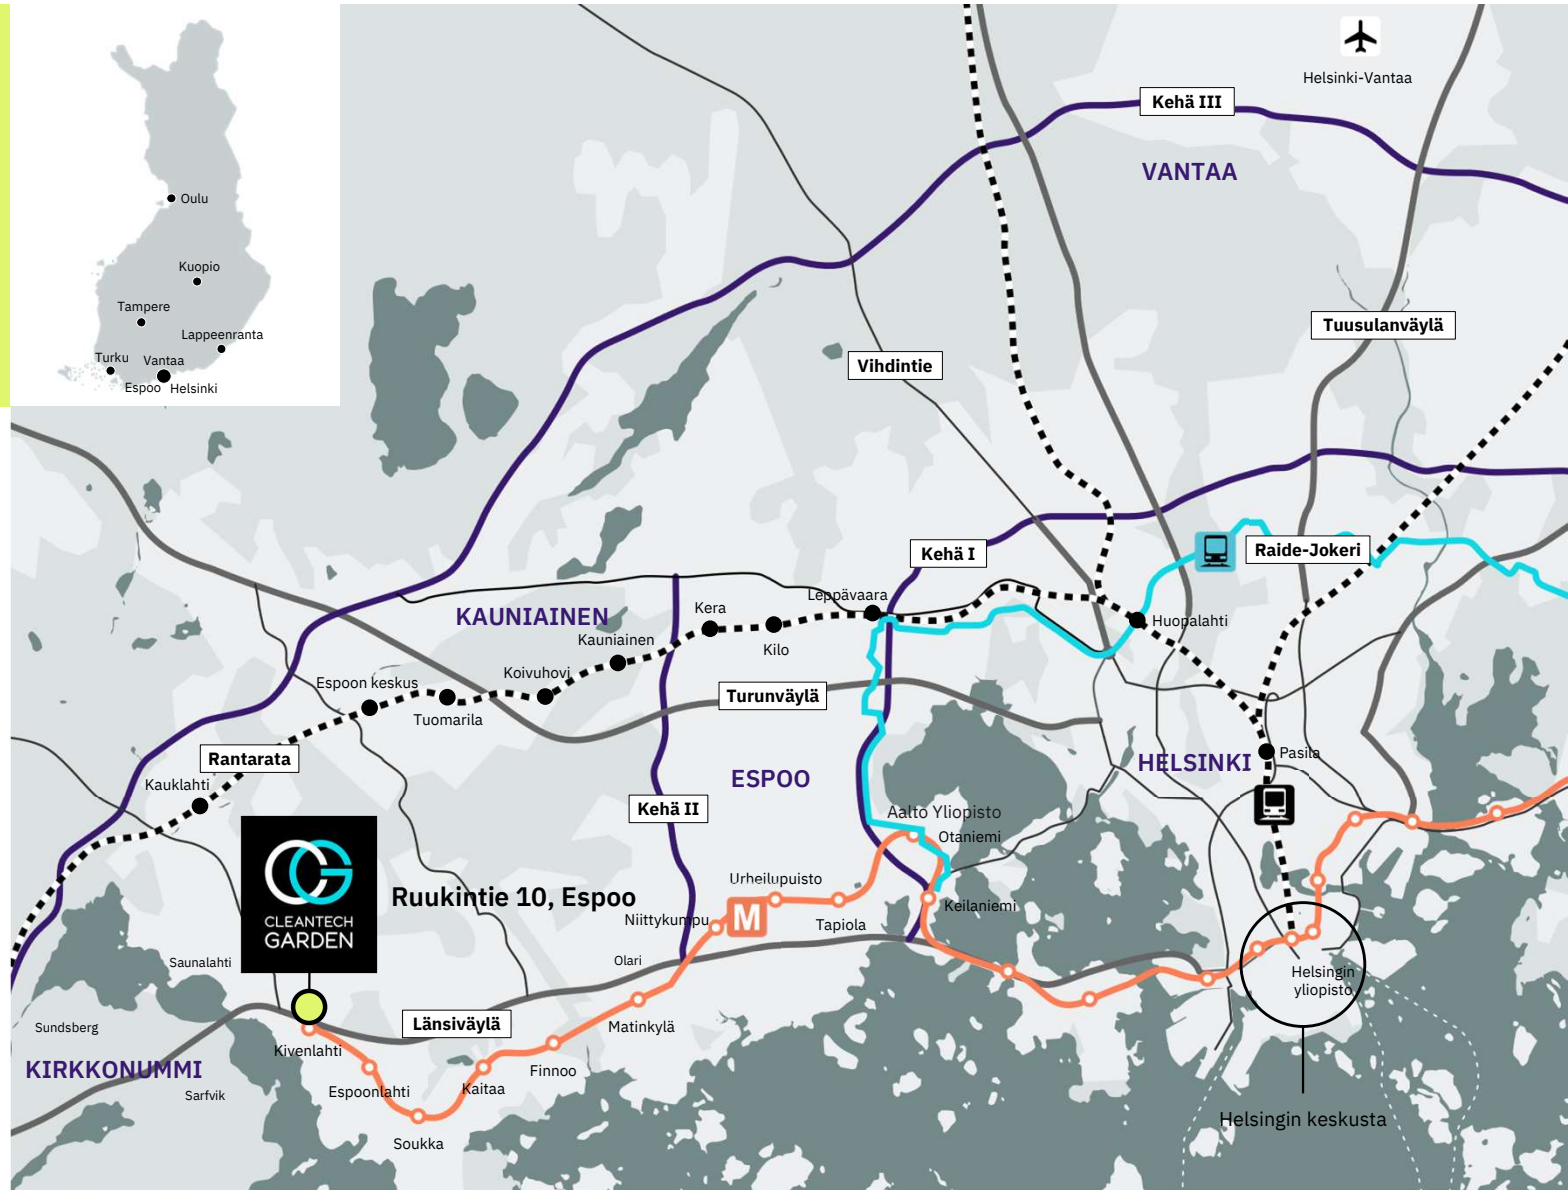 Oulu
Kuopio
Tampere
Lappeenranta
Turku
Vantaa
Espoo
Helsinki
Helsinki-Vantaa
Kehä III
VANTAA
Tuusulanväylä
Vihdintie
Kehä I
Raide-Jokeri
KAUNIAINEN
Kera
Leppävaara
Kauniainen
Kilo
Huopalahti
Koivuhovi
Espoon keskus
Tuomarila
Turunväylä
Rantarata
Kauklahti
ESPOO
HELSINKI
Pasila
Kehä II
Aalto Yliopisto
Otaniemi
CLEANTECH
GARDEN
Ruukintie 10, Espoo
Urheilupuisto
Niittykumpu
M
Tapiola
Keilaniemi
Saunalahti
Olari
Helsingin
yliopisto
Sundsberg
Länsiväylä
Matinkylä
Kivenlahti
KIRKKONUMMI
Finnoo
Sarfvik
Espoonlahti
Kaitaa
Soukka
Helsingin keskusta